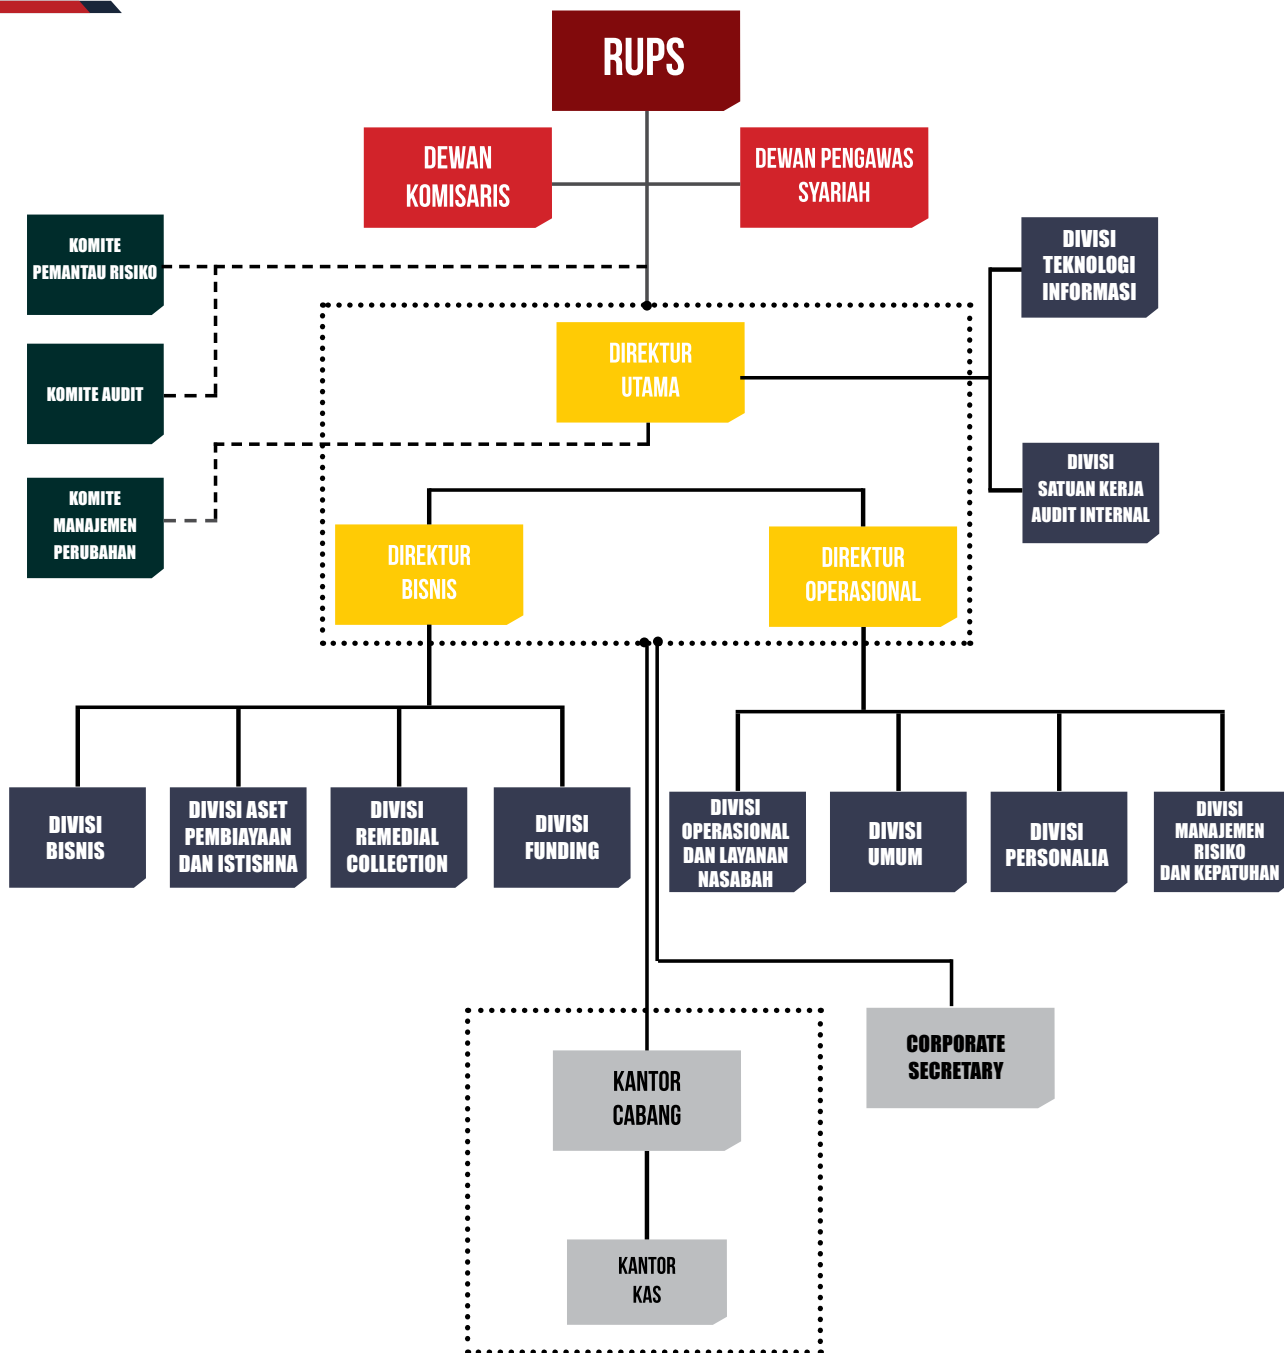 RUPS
DEWAN
KOMISARIS
DEWAN PENGAWAS
SYARIAH
KOMITE
PEMANTAU RISIKO
DIVISI
TEKNOLOGI
INFORMASI
DIREKTUR
UTAMA
KOMITE AUDIT
DIVISI
SATUAN KERJA
AUDIT INTERNAL
KOMITE
MANAJEMEN
PERUBAHAN
DIREKTUR
BISNIS
DIREKTUR
OPERASIONAL
DIVISI
BISNIS
DIVISI ASET
PEMBIAYAAN
DAN ISTISHNA
DIVISI
REMEDIAL
COLLECTION
DIVISI
FUNDING
DIVISI
OPERASIONAL
DAN LAYANAN
NASABAH
DIVISI
UMUM
DIVISI
PERSONALIA
DIVISI
MANAJEMEN
RISIKO
DAN KEPATUHAN
CORPORATE
SECRETARY
KANTOR
CABANG
KANTOR
KAS